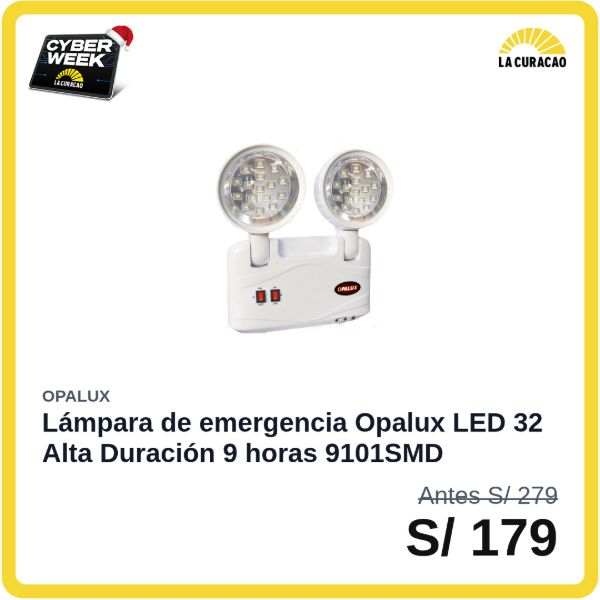 CYBER
WEEK
LA CURACAO
LA CURACAO
OPALUX
OPALUX
Lámpara de emergencia Opalux LED 32
Alta Duración 9 horas 9101SMD
Antes S/ 279
S/ 179